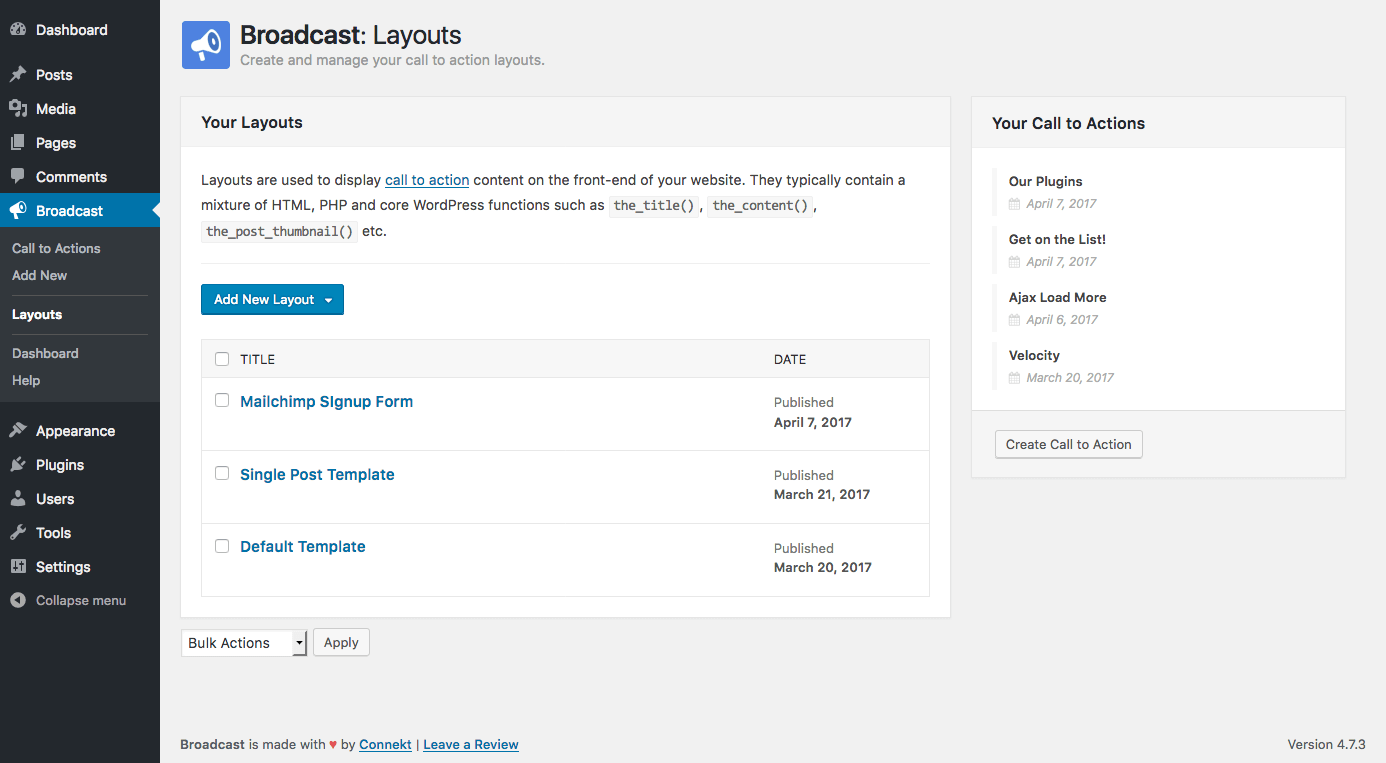 Dashboard
Posts
Media
Pages
Comments
Broadcast
Call to Actions
Add New
Layouts
Dashboard
Help
Appearance
Plugins
Users
Tools
Settings
Collapse menu
Broadcast: Layouts
Create and manage your call to action layouts.
Your Layouts
Layouts are used to display call to action content on the front-end of your website. They typically contain a
mixture of HTML, PHP and core WordPress functions such as the_title(), the_content(),
the_post_thumbnail() etc.
Add New Layout
TITLE DATE
Mailchimp SIgnup Form Published
April 7, 2017
Single Post Template Published
March 21, 2017
Default Template Published
March 20, 2017
Bulk Actions Apply
Your Call to Actions
Our Plugins
April 7, 2017
Get on the List!
April 7, 2017
Ajax Load More
April 6, 2017
Velocity
March 20, 2017
Create Call to Action
Broadcast is made with ♥ by Connekt | Leave a Review
Version 4.7.3